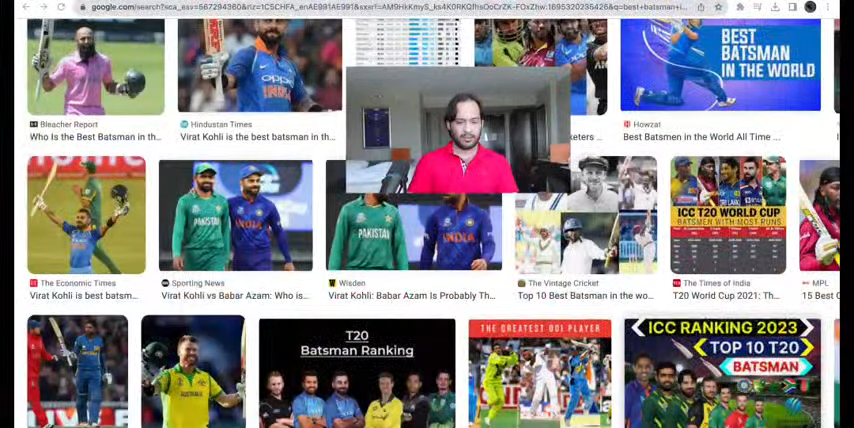 google.com/search?sca_esv=567294360&rlz=1C5CHFA_enAE991AE991&sxsrf=AM9HkKmyS_ks4K0RKQfhsOoCrZK-FOxZhw:1695320235426&q=best+batsman+i...
OPPO
INDIA
BEST
BATSMEN
IN THE WORLD
Bleacher Report
Who Is the Best Batsman in th...
Hindustan Times
Virat Kohli is the best batsman in th...
keters ...
Howzat
Best Batsmen in the World All Time ...
PAKISTAN
INDIA
PAKISTAN
INDIA
ICC T20 WORLD CUP
BATSMEN WITH MOST RUNS
The Economic Times
Virat Kohli is best batsm...
Sporting News
Virat Kohli vs Babar Azam: Who is...
Wisden
Virat Kohli: Babar Azam Is Probably Th...
The Vintage Cricket
Top 10 Best Batsman in the wo...
The Times of India
T20 World Cup 2021: Th...
MPL
15 Best C
T20
Batsman Ranking
THE GREATEST ODI PLAYER
ICC RANKING 2023
TOP 10 T20
BATSMAN
AUSTRALIA